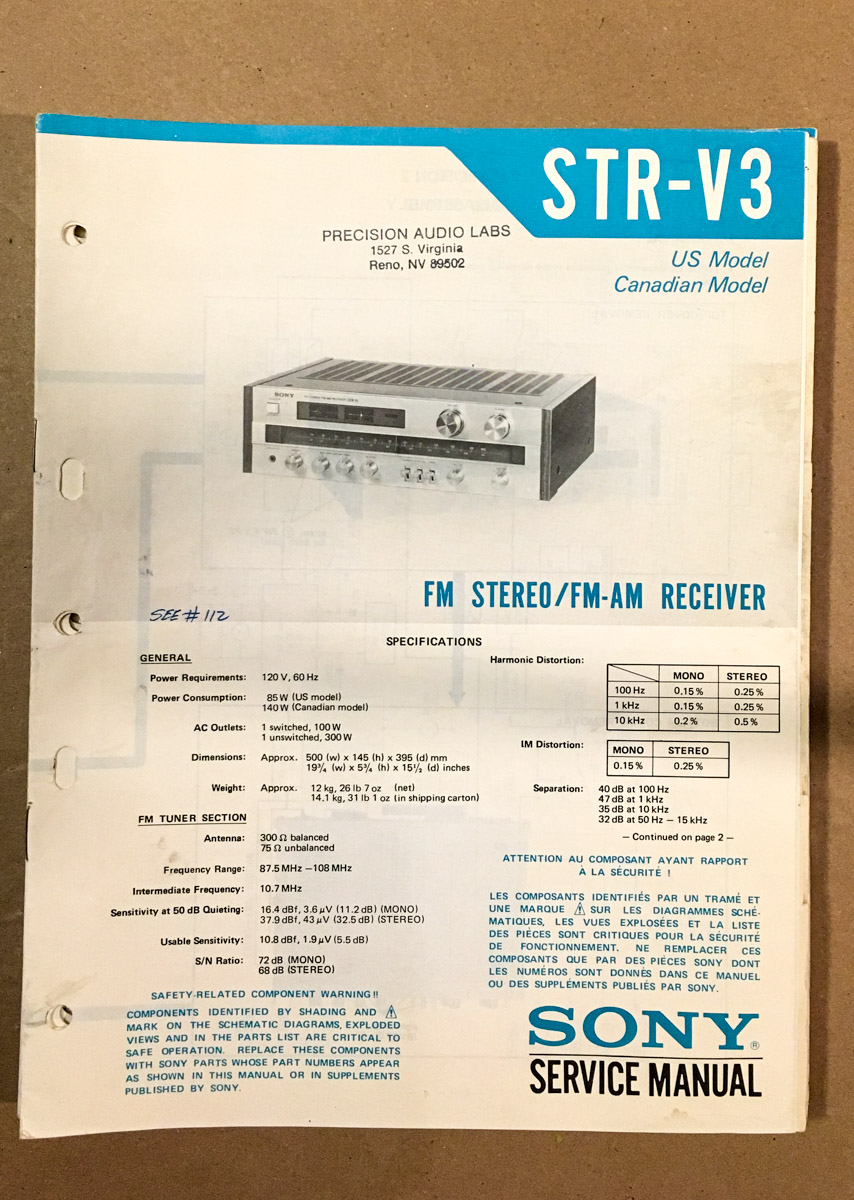 STR-V3
US Model
Canadian Model
PRECISION AUDIO LABS
1527 S. Virginia
Reno, NV 89502
SONY
FM STEREO/FM-AM RECEIVER
SEE # 112
SPECIFICATIONS
GENERAL
Power Requirements: 120 V, 60 Hz
Power Consumption: 85 W (US model)
140 W (Canadian model)
AC Outlets: 1 switched, 100 W
1 unswitched, 300 W
Dimensions: Approx. 500 (w) x 145 (h) x 395 (d) mm
19¾ (w) x 5¾ (h) x 15½ (d) inches
Weight: Approx. 12 kg, 26 lb 7 oz (net)
14.1 kg, 31 lb 1 oz (in shipping carton)
FM TUNER SECTION
Antenna: 300 Ω balanced
75 Ω unbalanced
Frequency Range: 87.5 MHz –108 MHz
Intermediate Frequency: 10.7 MHz
Sensitivity at 50 dB Quieting: 16.4 dBf, 3.6 µV (11.2 dB) (MONO)
37.9 dBf, 43 µV (32.5 dB) (STEREO)
Usable Sensitivity: 10.8 dBf, 1.9 µV (5.5 dB)
S/N Ratio: 72 dB (MONO)
68 dB (STEREO)
SAFETY-RELATED COMPONENT WARNING!!
COMPONENTS IDENTIFIED BY SHADING AND ⚠
MARK ON THE SCHEMATIC DIAGRAMS, EXPLODED
VIEWS AND IN THE PARTS LIST ARE CRITICAL TO
SAFE OPERATION. REPLACE THESE COMPONENTS
WITH SONY PARTS WHOSE PART NUMBERS APPEAR
AS SHOWN IN THIS MANUAL OR IN SUPPLEMENTS
PUBLISHED BY SONY.
Harmonic Distortion:
MONO STEREO
100 Hz 0.15 % 0.25 %
1 kHz 0.15 % 0.25 %
10 kHz 0.2 % 0.5 %
IM Distortion:
MONO STEREO
0.15 % 0.25 %
Separation: 40 dB at 100 Hz
47 dB at 1 kHz
35 dB at 10 kHz
32 dB at 50 Hz – 15 kHz
– Continued on page 2 –
ATTENTION AU COMPOSANT AYANT RAPPORT
À LA SÉCURITÉ !
LES COMPOSANTS IDENTIFIÉS PAR UN TRAMÉ ET
UNE MARQUE ⚠ SUR LES DIAGRAMMES SCHÉ-
MATIQUES, LES VUES EXPLOSÉES ET LA LISTE
DES PIÈCES SONT CRITIQUES POUR LA SÉCURITÉ
DE FONCTIONNEMENT. NE REMPLACER CES
COMPOSANTS QUE PAR DES PIÈCES SONY DONT
LES NUMÉROS SONT DONNÉS DANS CE MANUEL
OU DES SUPPLÉMENTS PUBLIÉS PAR SONY.
SONY®
SERVICE MANUAL